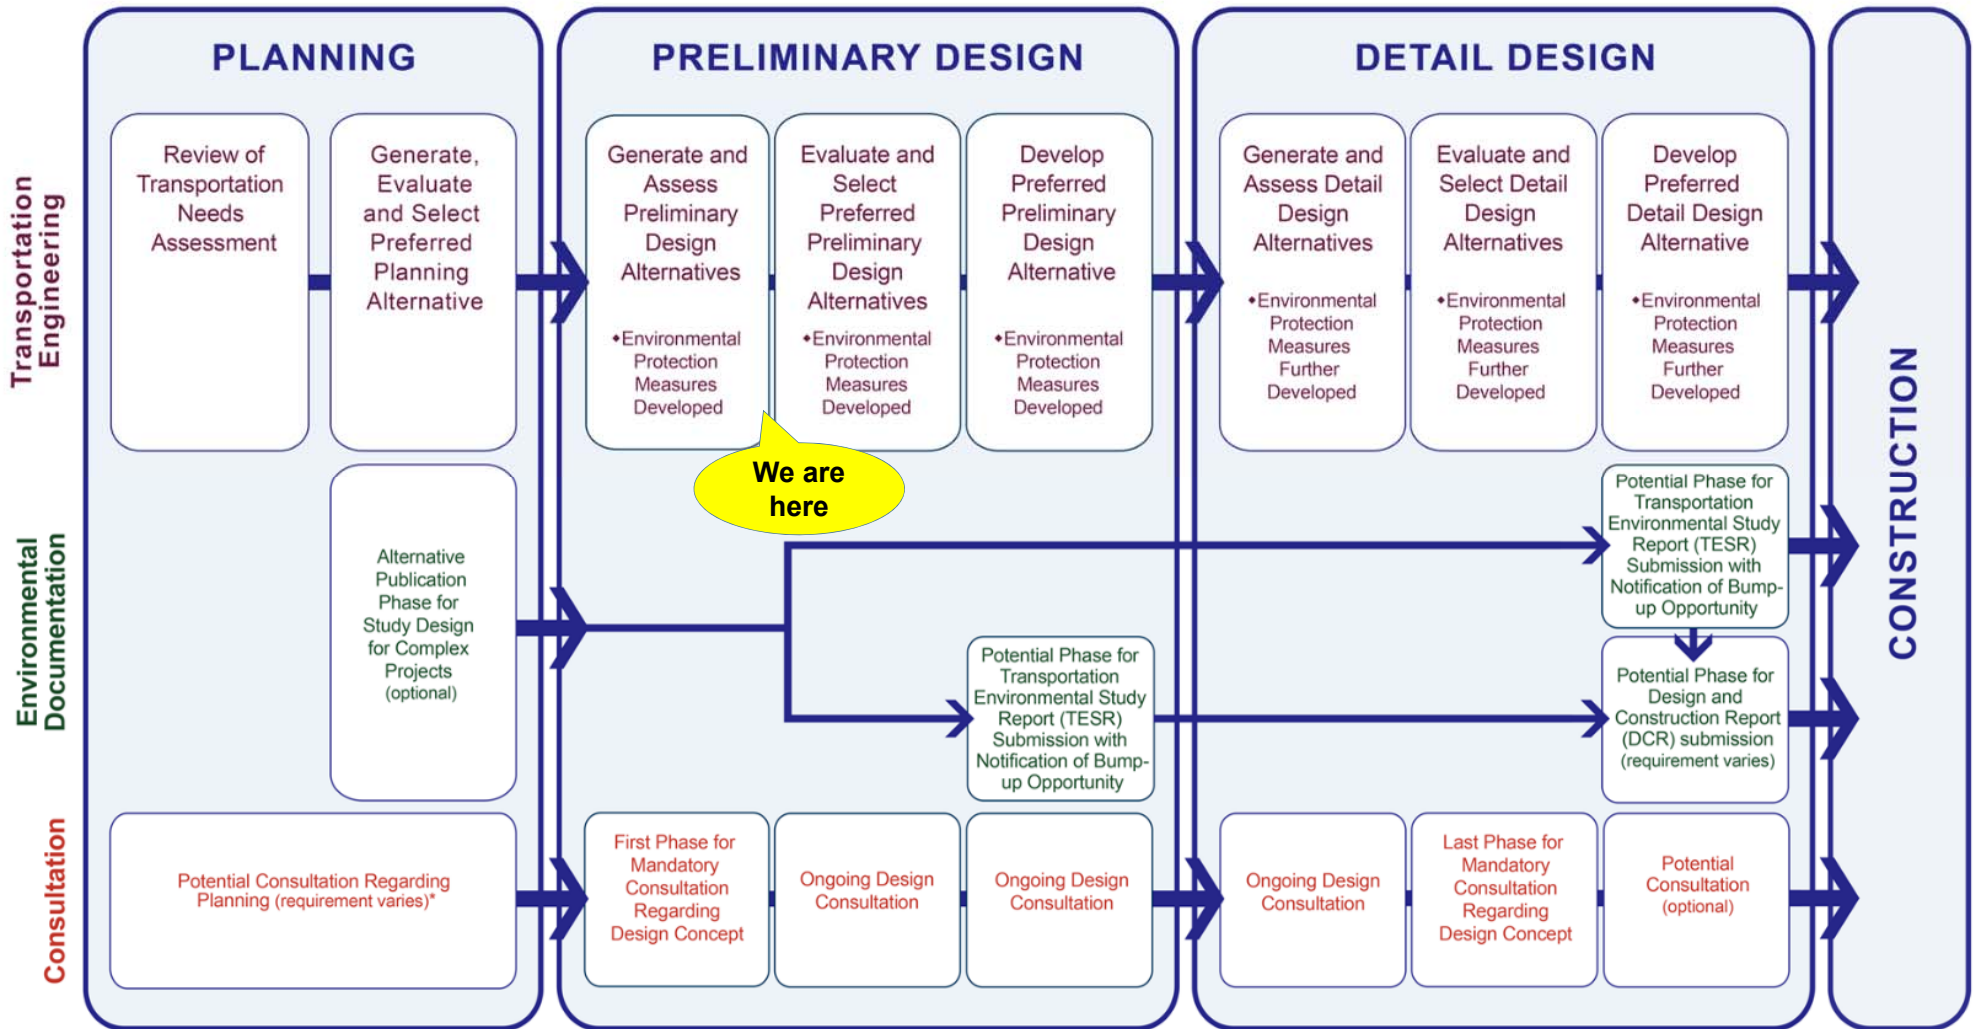 PLANNING
PRELIMINARY DESIGN
DETAIL DESIGN
CONSTRUCTION
Transportation
Engineering
Review of
Transportation
Needs
Assessment
Generate,
Evaluate
and Select
Preferred
Planning
Alternative
Generate and
Assess
Preliminary
Design
Alternatives
◆Environmental
Protection
Measures
Developed
Evaluate and
Select
Preferred
Preliminary
Design
Alternatives
◆Environmental
Protection
Measures
Developed
Develop
Preferred
Preliminary
Design
Alternative
◆Environmental
Protection
Measures
Developed
Generate and
Assess Detail
Design
Alternatives
◆Environmental
Protection
Measures
Further
Developed
Evaluate and
Select Detail
Design
Alternatives
◆Environmental
Protection
Measures
Further
Developed
Develop
Preferred
Detail Design
Alternative
◆Environmental
Protection
Measures
Further
Developed
We are
here
Environmental
Documentation
Alternative
Publication
Phase for
Study Design
for Complex
Projects
(optional)
Potential Phase for
Transportation
Environmental Study
Report (TESR)
Submission with
Notification of Bump-
up Opportunity
Potential Phase for
Transportation
Environmental Study
Report (TESR)
Submission with
Notification of Bump-
up Opportunity
Potential Phase for
Design and
Construction Report
(DCR) submission
(requirement varies)
Consultation
Potential Consultation Regarding
Planning (requirement varies)*
First Phase for
Mandatory
Consultation
Regarding
Design Concept
Ongoing Design
Consultation
Ongoing Design
Consultation
Ongoing Design
Consultation
Last Phase for
Mandatory
Consultation
Regarding
Design Concept
Potential
Consultation
(optional)